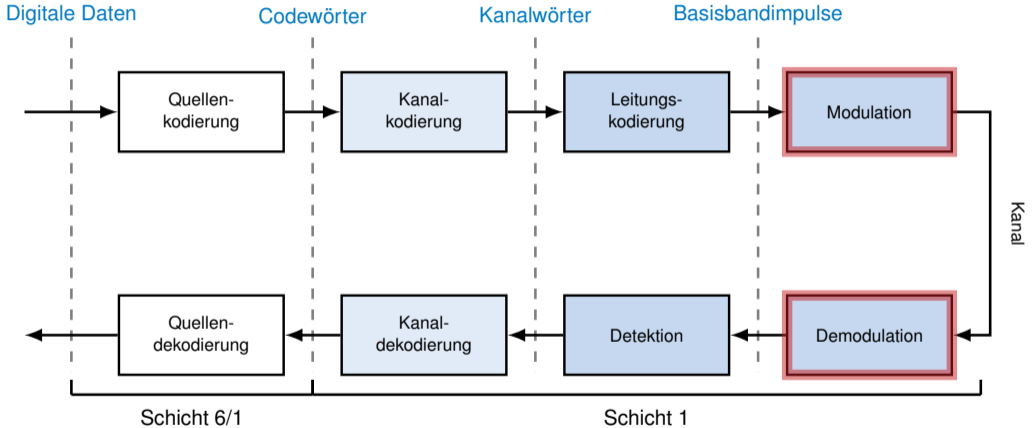 Digitale Daten
Codewörter
Kanalwörter
Basisbandimpulse
Quellen-
kodierung
Kanal-
kodierung
Leitungs-
kodierung
Modulation
Kanal
Quellen-
dekodierung
Kanal-
dekodierung
Detektion
Demodulation
Schicht 6/1
Schicht 1